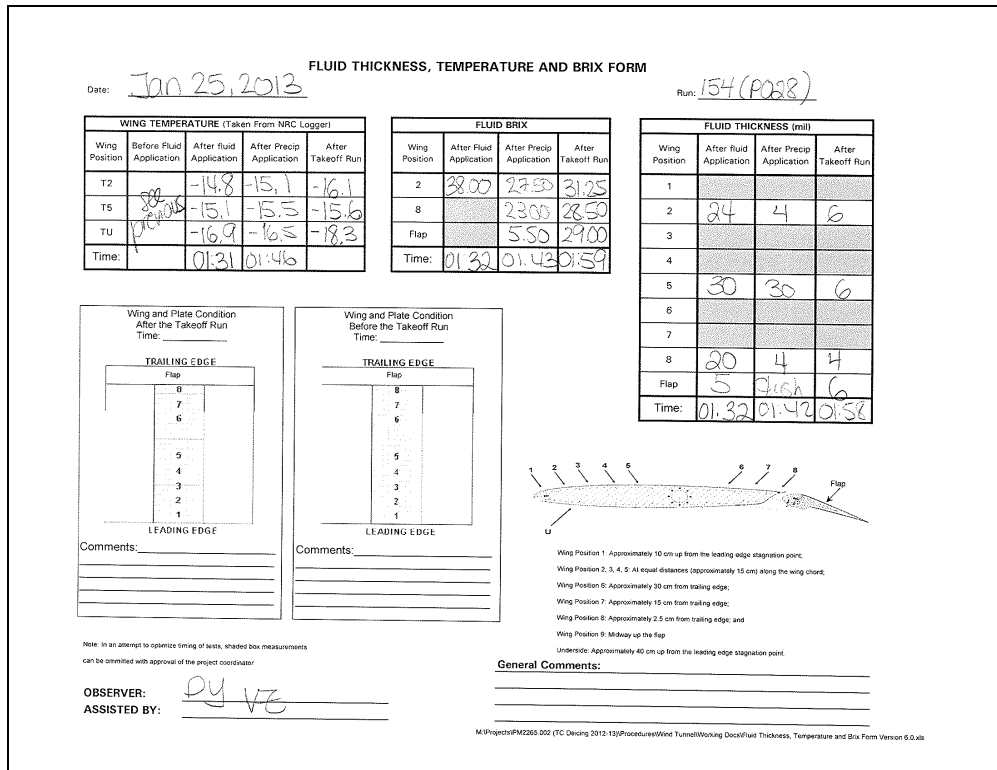 FLUID THICKNESS, TEMPERATURE AND BRIX FORM
Date: Jan 25, 2013
Run: 154 (P028)
WING TEMPERATURE (Taken From NRC Logger)
Wing Position Before Fluid Application After fluid Application After Precip Application After Takeoff Run
T2 -14.8 -15.1 -16.1
T5 see previous -15.1 -15.5 -15.6
TU -16.9 -16.5 -18.3
Time: 01:31 01:46
FLUID BRIX
Wing Position After Fluid Application After Precip Application After Takeoff Run
2 38.00 27.50 31.25
8 23.00 28.50
Flap 5.50 29.00
Time: 01:32 01:43 01:59
FLUID THICKNESS (mil)
Wing Position After fluid Application After Precip Application After Takeoff Run
1
2 24 4 6
3
4
5 30 30 6
6
7
8 20 4 4
Flap 5 6
Time: 01:32 01:42 01:58
Wing and Plate Condition
After the Takeoff Run
Time:
TRAILING EDGE
Flap
8
7
6
5
4
3
2
1
LEADING EDGE
Comments:
Wing and Plate Condition
Before the Takeoff Run
Time:
TRAILING EDGE
Flap
8
7
6
5
4
3
2
1
LEADING EDGE
Comments:
1 2 3 4 5 6 7 8
Flap
U
Wing Position 1: Approximately 10 cm up from the leading edge stagnation point;
Wing Position 2, 3, 4, 5: At equal distances (approximately 15 cm) along the wing chord;
Wing Position 6: Approximately 30 cm from trailing edge;
Wing Position 7: Approximately 15 cm from trailing edge;
Wing Position 8: Approximately 2.5 cm from trailing edge; and
Wing Position 9: Midway up the flap
Underside: Approximately 40 cm up from the leading edge stagnation point.
Note: In an attempt to optimize timing of tests, shaded box measurements
can be ommitted with approval of the project coordinator
General Comments:
OBSERVER: DY VZ
ASSISTED BY:
M:\Projects\PM2265.002 (TC Deicing 2012-13)\Procedures\Wind Tunnel\Working Docs\Fluid Thickness, Temperature and Brix Form Version 6.0.xls